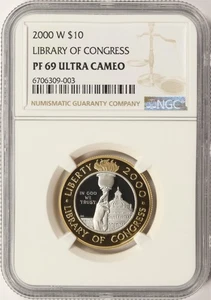 2000 W $10
LIBRARY OF CONGRESS
PF 69 ULTRA CAMEO
6706309-003
NUMISMATIC GUARANTY COMPANY
NGC
LIBERTY 2000
IN GOD
WE
TRUST
LIBRARY OF CONGRESS